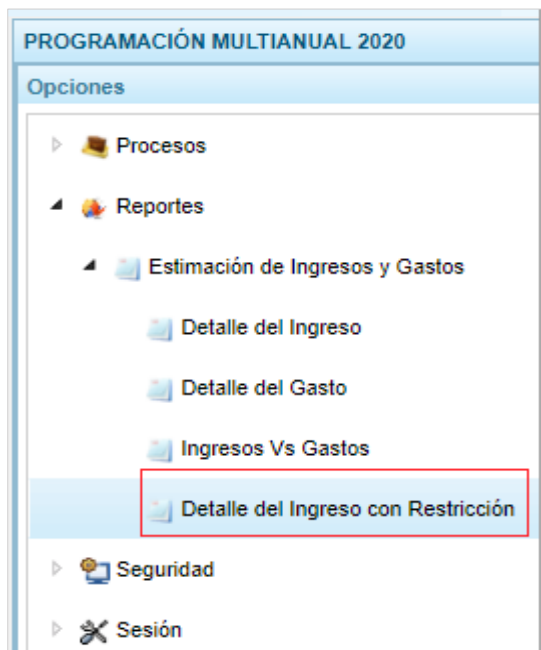 PROGRAMACIÓN MULTIANUAL 2020
Opciones
Procesos
Reportes
Estimación de Ingresos y Gastos
Detalle del Ingreso
Detalle del Gasto
Ingresos Vs Gastos
Detalle del Ingreso con Restricción
Seguridad
Sesión